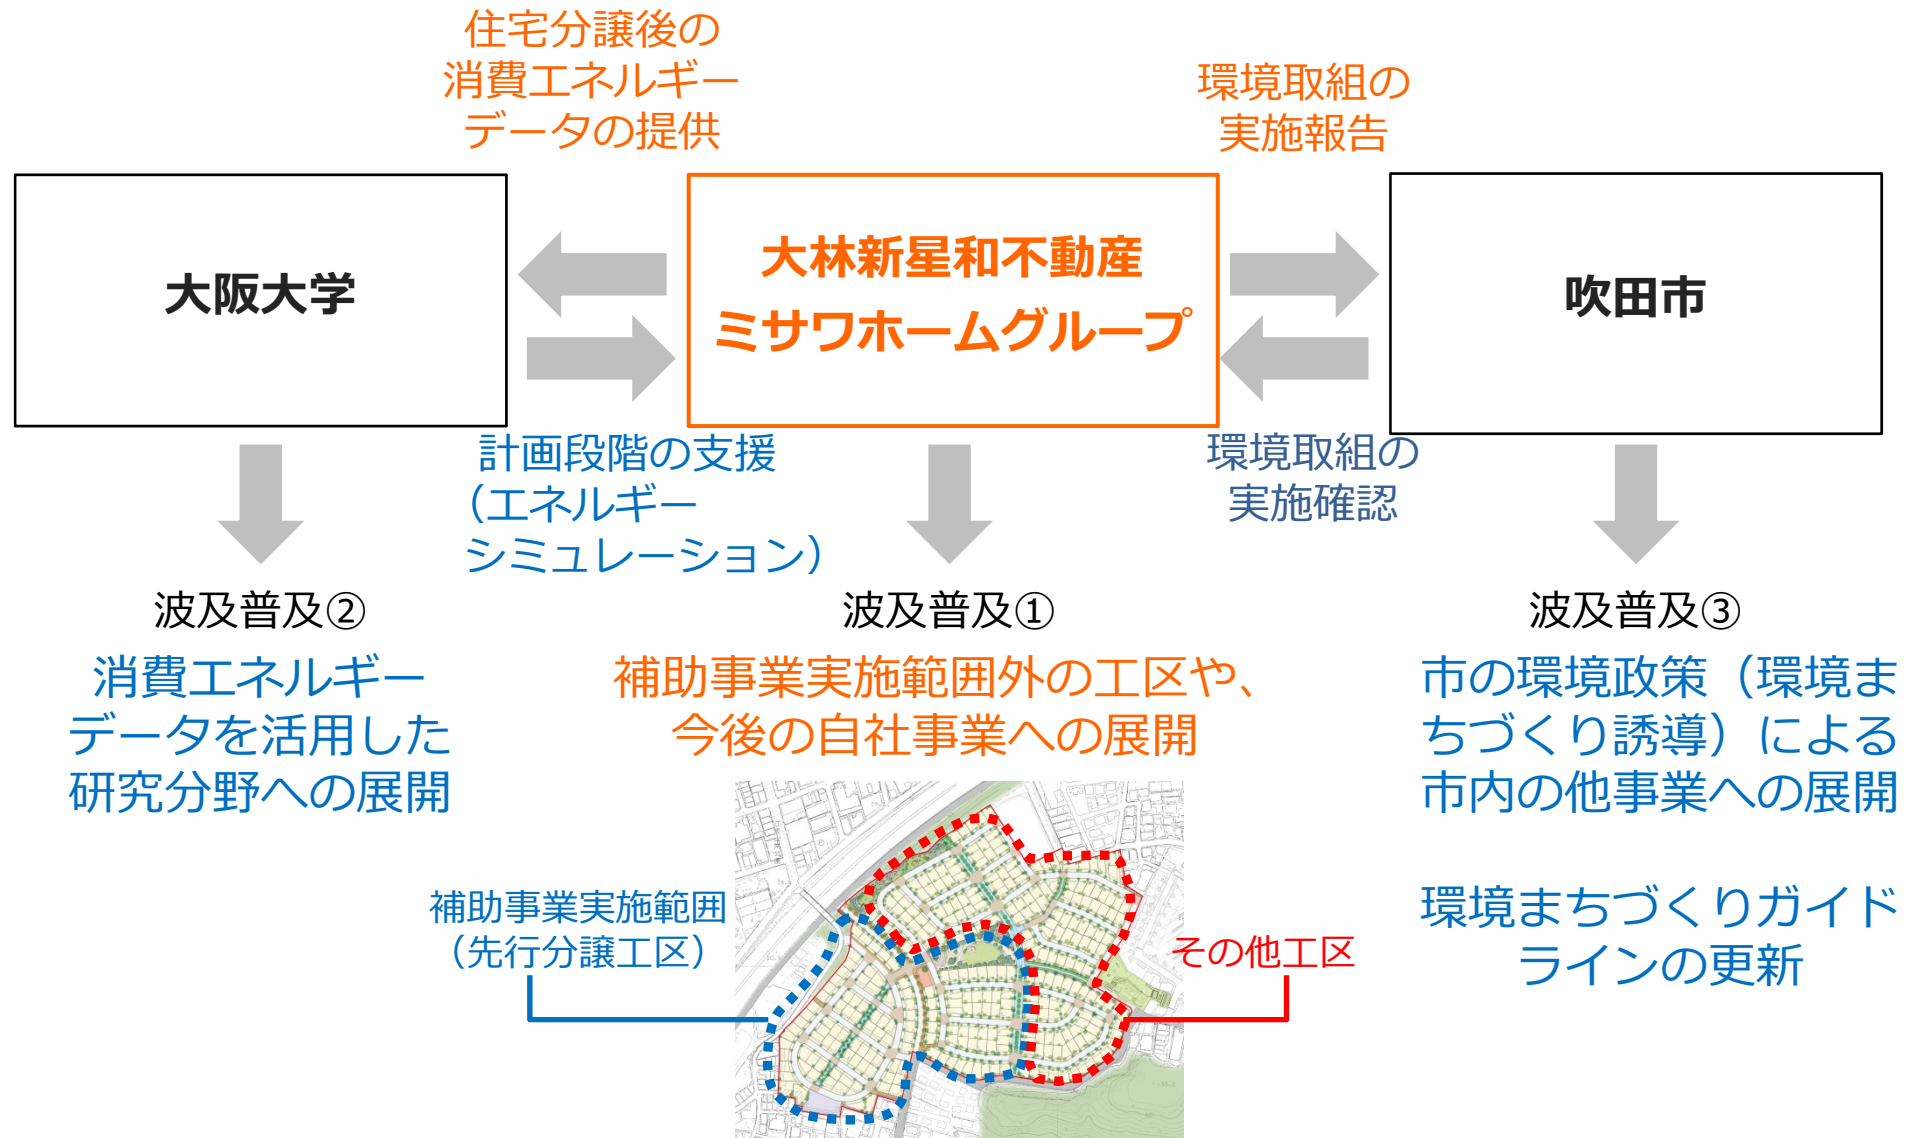 住宅分譲後の
消費エネルギー
データの提供
環境取組の
実施報告
大阪大学
大林新星和不動産
ミサワホームグループ
吹田市
計画段階の支援
（エネルギー
シミュレーション）
環境取組の
実施確認
波及普及②
消費エネルギー
データを活用した
研究分野への展開
波及普及①
補助事業実施範囲外の工区や、
今後の自社事業への展開
波及普及③
市の環境政策（環境ま
ちづくり誘導）による
市内の他事業への展開
環境まちづくりガイド
ラインの更新
補助事業実施範囲
（先行分譲工区）
その他工区